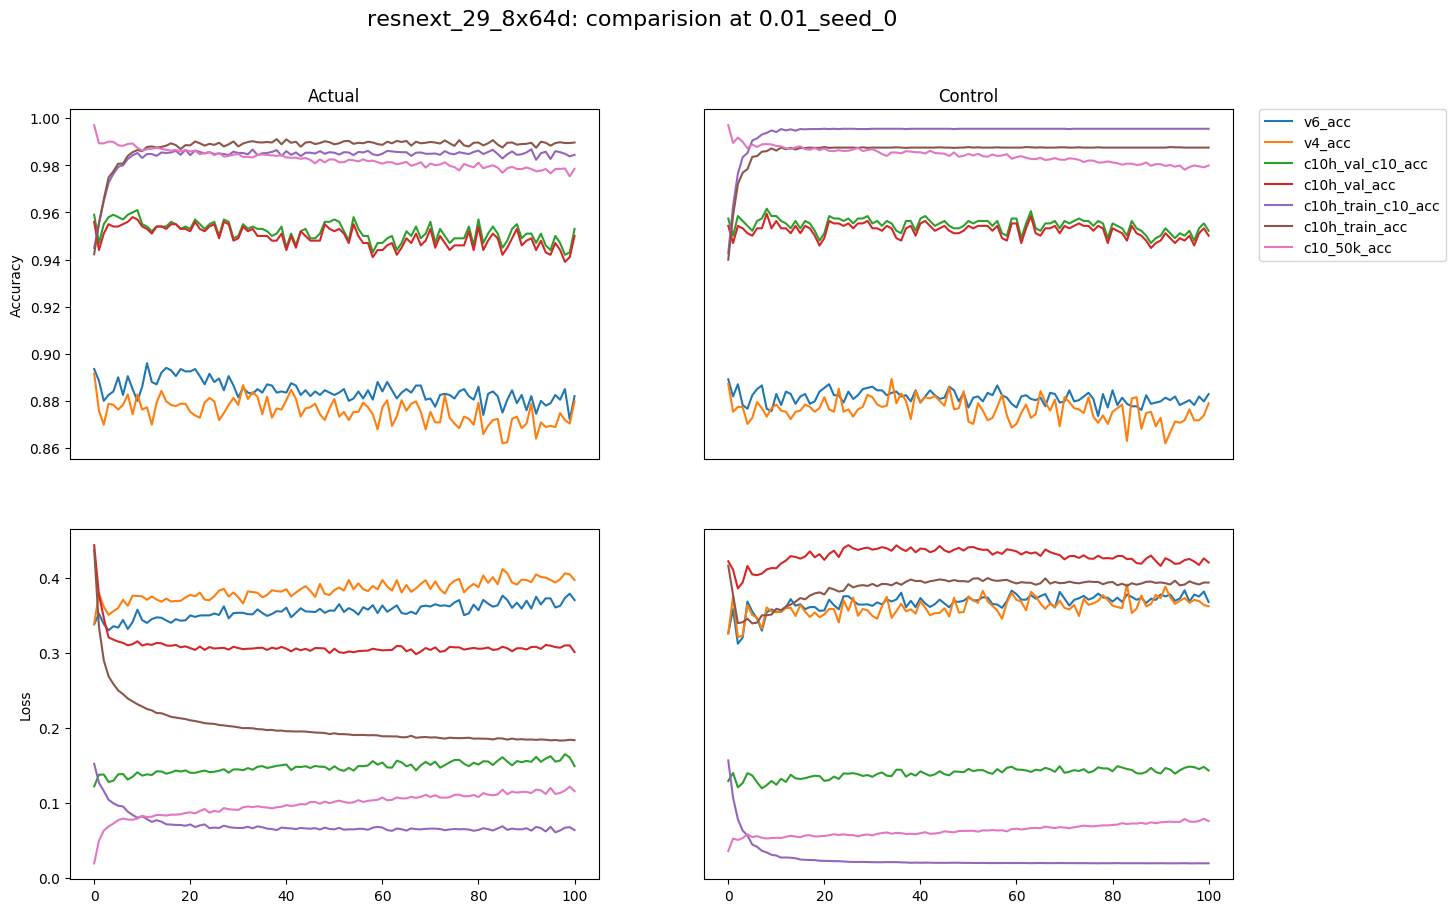 resnext_29_8x64d: comparision at 0.01_seed_0
Actual
Control
1.00
0.98
0.96
0.94
0.92
0.90
0.88
0.86
Accuracy
v6_acc
v4_acc
c10h_val_c10_acc
c10h_val_acc
c10h_train_c10_acc
c10h_train_acc
c10_50k_acc
0.4
0.3
0.2
0.1
0.0
Loss
0 20 40 60 80 100
0 20 40 60 80 100